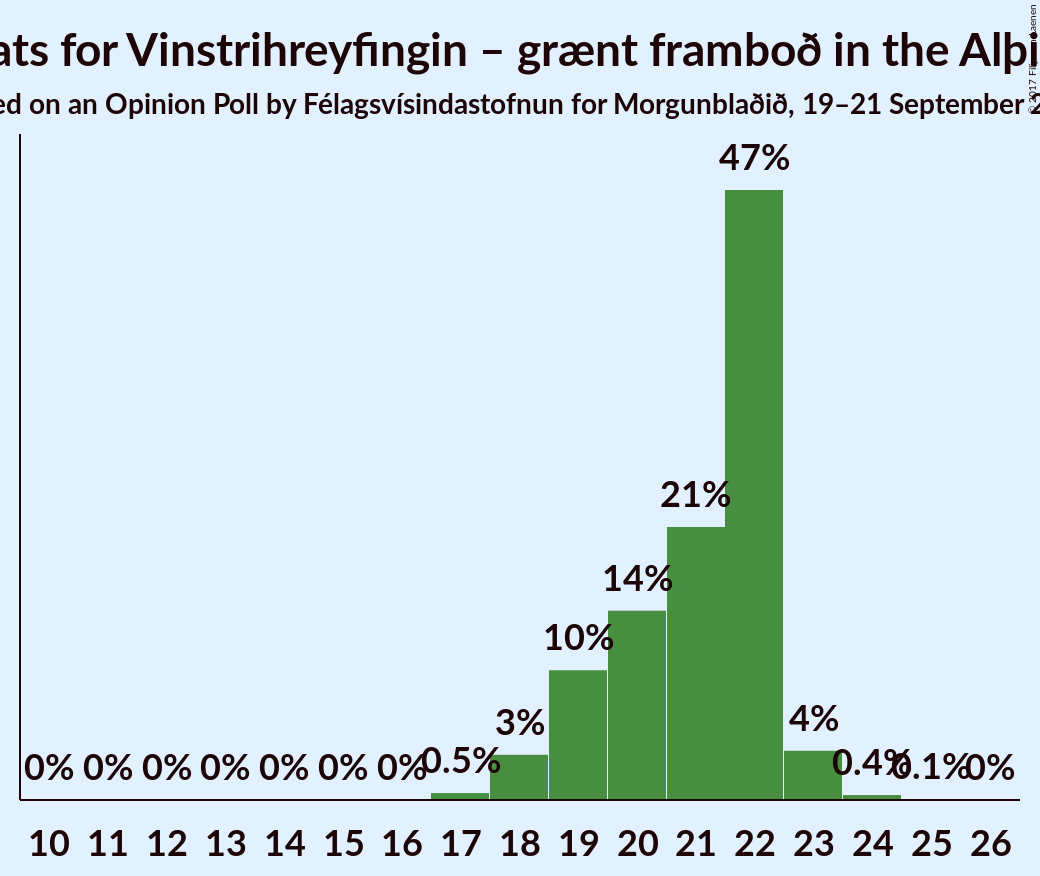 ats for Vinstrihreyfingin – grænt framboð in the Alþi
ed on an Opinion Poll by Félagsvísindastofnun for Morgunblaðið, 19–21 September 2
© 2017
47%
21%
14%
10%
3%
4%
0% 0% 0% 0% 0% 0% 0% 0.5% 0.4% 0.1% 0%
10 11 12 13 14 15 16 17 18 19 20 21 22 23 24 25 26